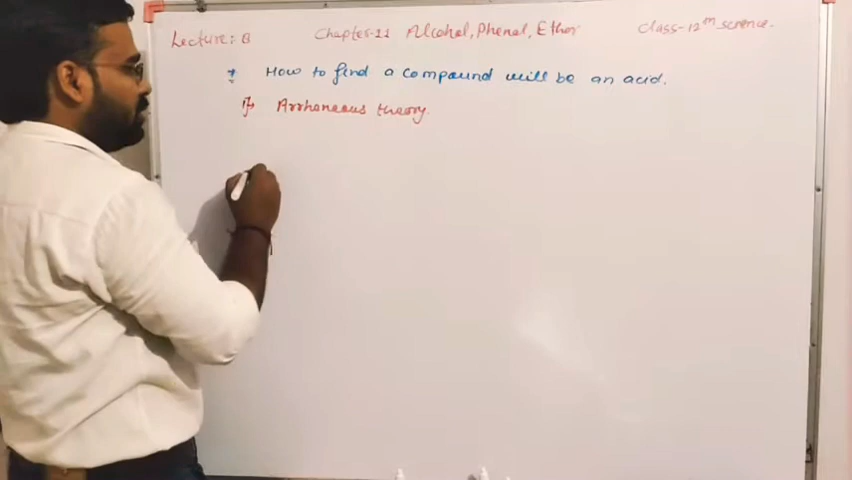 Lecture: 8 Chapter-11 Alcohol, Phenol, Ether Class-12th science.
* How to find a compound will be an acid.
1→ Arrheneous theory.